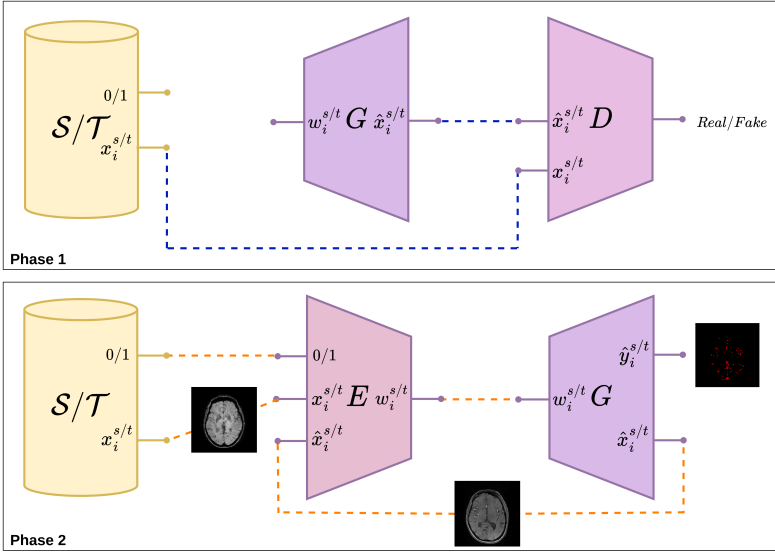 0/1
𝒮/𝒯
x_i^{s/t}
w_i^{s/t} G x̂_i^{s/t}
x̂_i^{s/t} D
x_i^{s/t}
Real/Fake
Phase 1
0/1
𝒮/𝒯
x_i^{s/t}
0/1
x_i^{s/t} E w_i^{s/t}
x̂_i^{s/t}
ŷ_i^{s/t}
w_i^{s/t} G
x̂_i^{s/t}
Phase 2